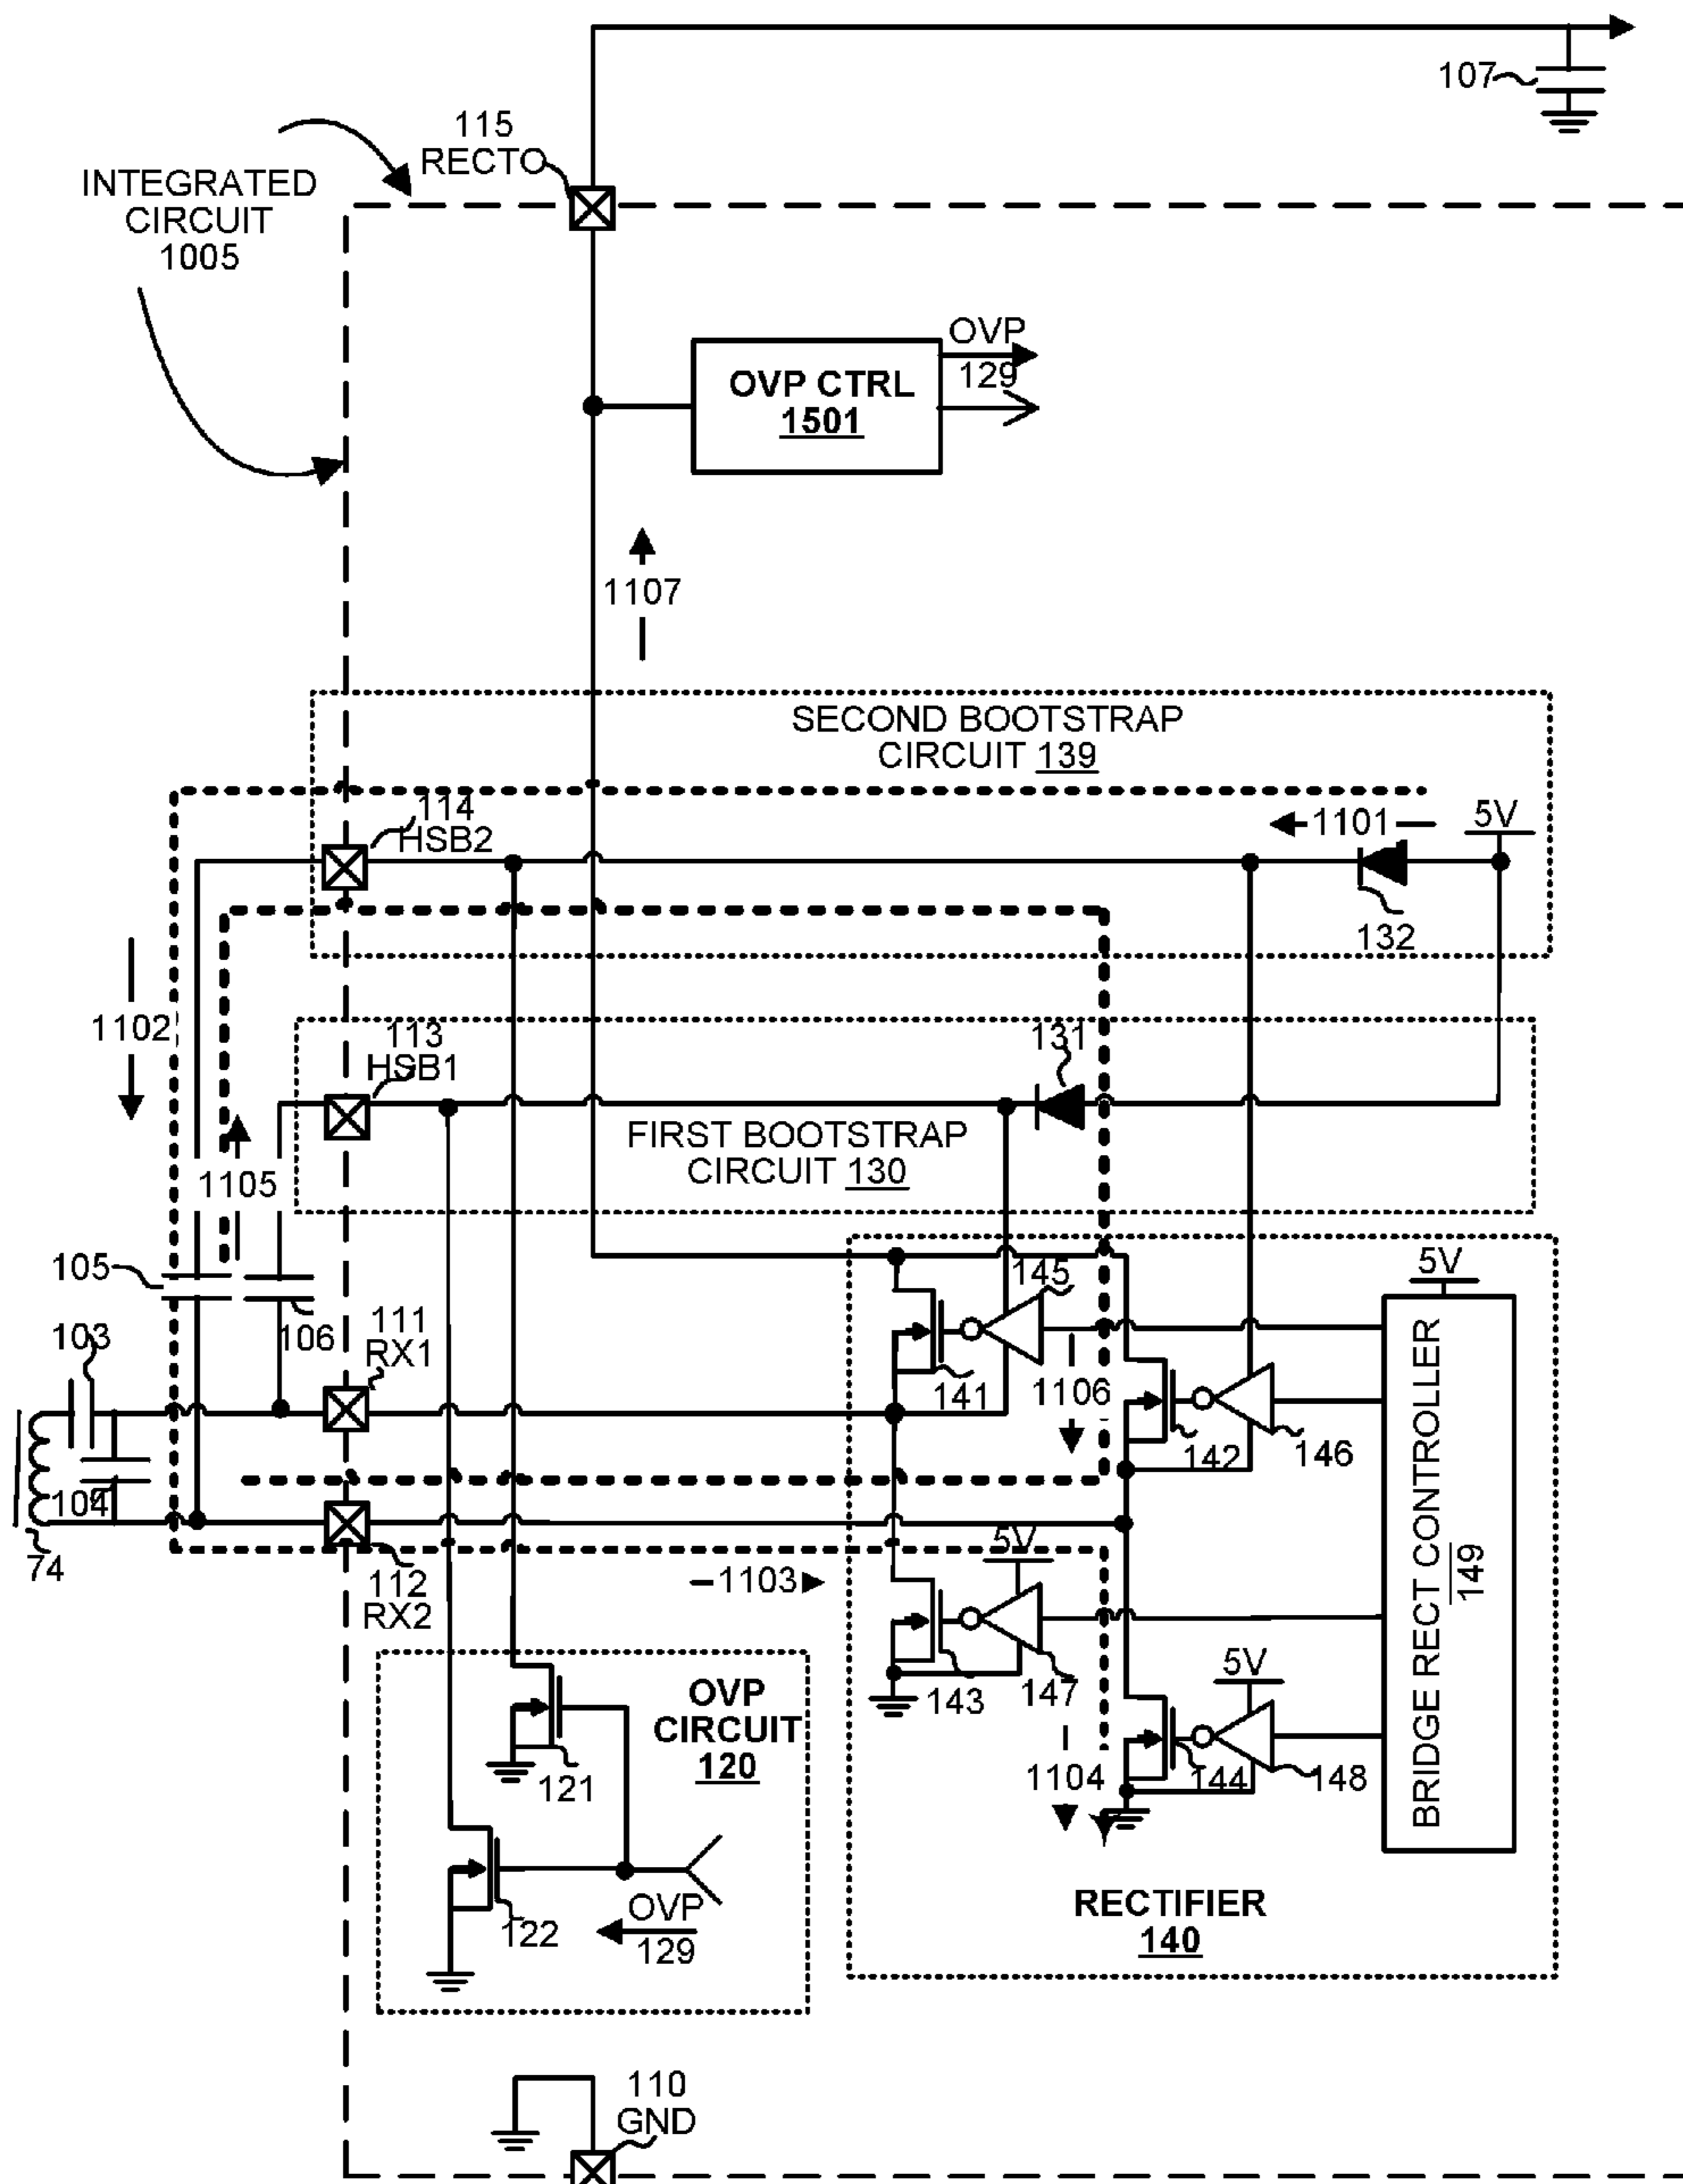 107
115
RECTO
INTEGRATED
CIRCUIT
1005
OVP
129
OVP CTRL
1501
1107
SECOND BOOTSTRAP
CIRCUIT 139
114
HSB2
1101
5V
132
1102
113
HSB1
131
FIRST BOOTSTRAP
CIRCUIT 130
1105
105
106
103
104
74
111
RX1
112
RX2
145
141
1106
142
146
5V
BRIDGE RECT CONTROLLER
149
1103
5V
143
147
5V
144
148
1104
OVP
CIRCUIT
120
121
122
OVP
129
RECTIFIER
140
110
GND